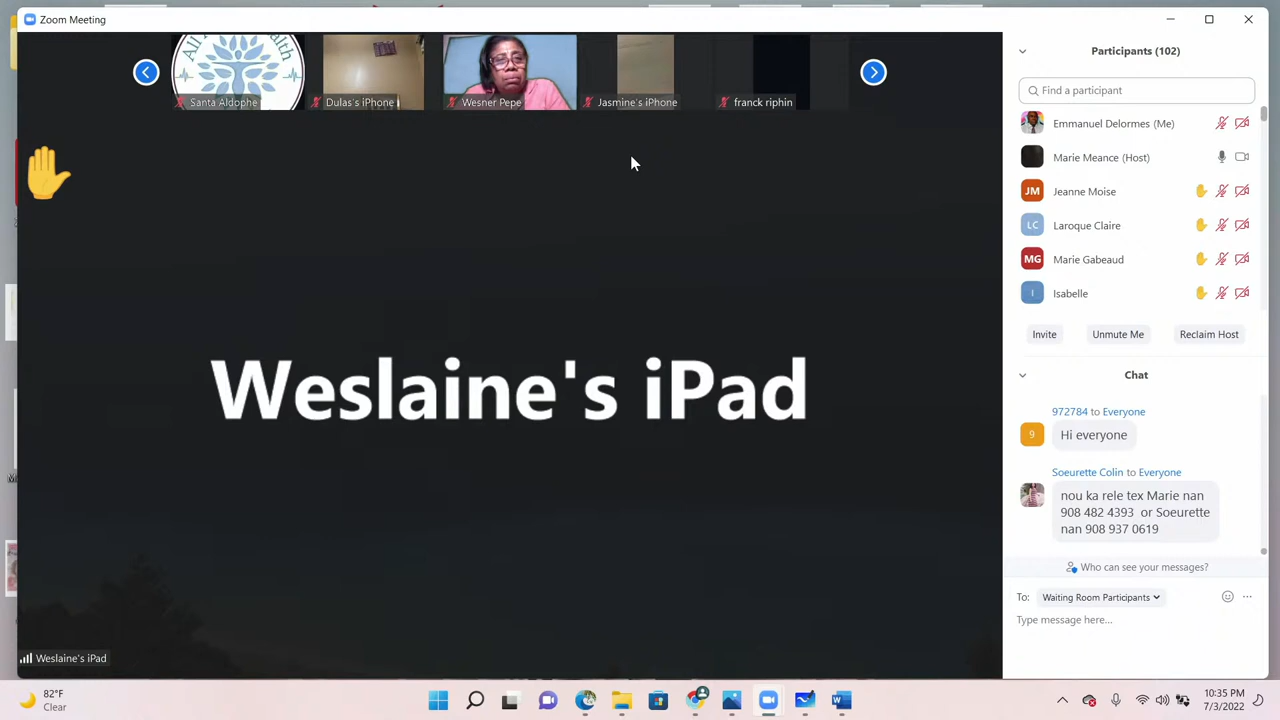 Zoom Meeting
Santa Aldophe
Dulas's iPhone
Wesner Pepe
Jasmine's iPhone
franck riphin
Weslaine's iPad
Weslaine's iPad
Participants (102)
Find a participant
Emmanuel Delormes (Me)
Marie Meance (Host)
JM Jeanne Moise
LC Laroque Claire
MG Marie Gabeaud
I Isabelle
Invite Unmute Me Reclaim Host
Chat
972784 to Everyone
9 Hi everyone
Soeurette Colin to Everyone
nou ka rele tex Marie nan
908 482 4393 or Soeurette
nan 908 937 0619
Who can see your messages?
To: Waiting Room Participants
Type message here...
82°F
Clear
10:35 PM
7/3/2022